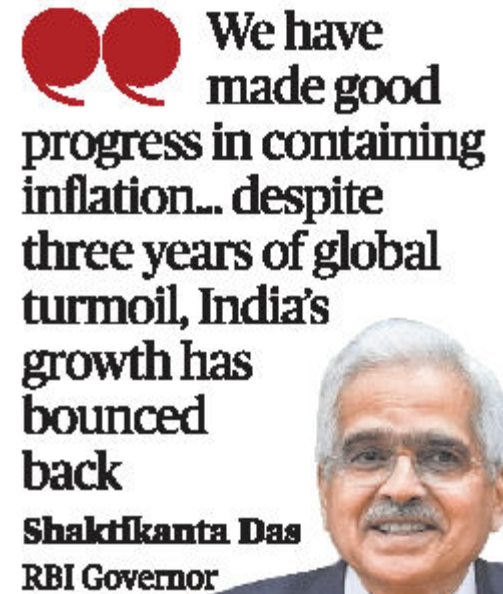 We have
made good
progress in containing
inflation... despite
three years of global
turmoil, India's
growth has
bounced
back
Shaktikanta Das
RBI Governor